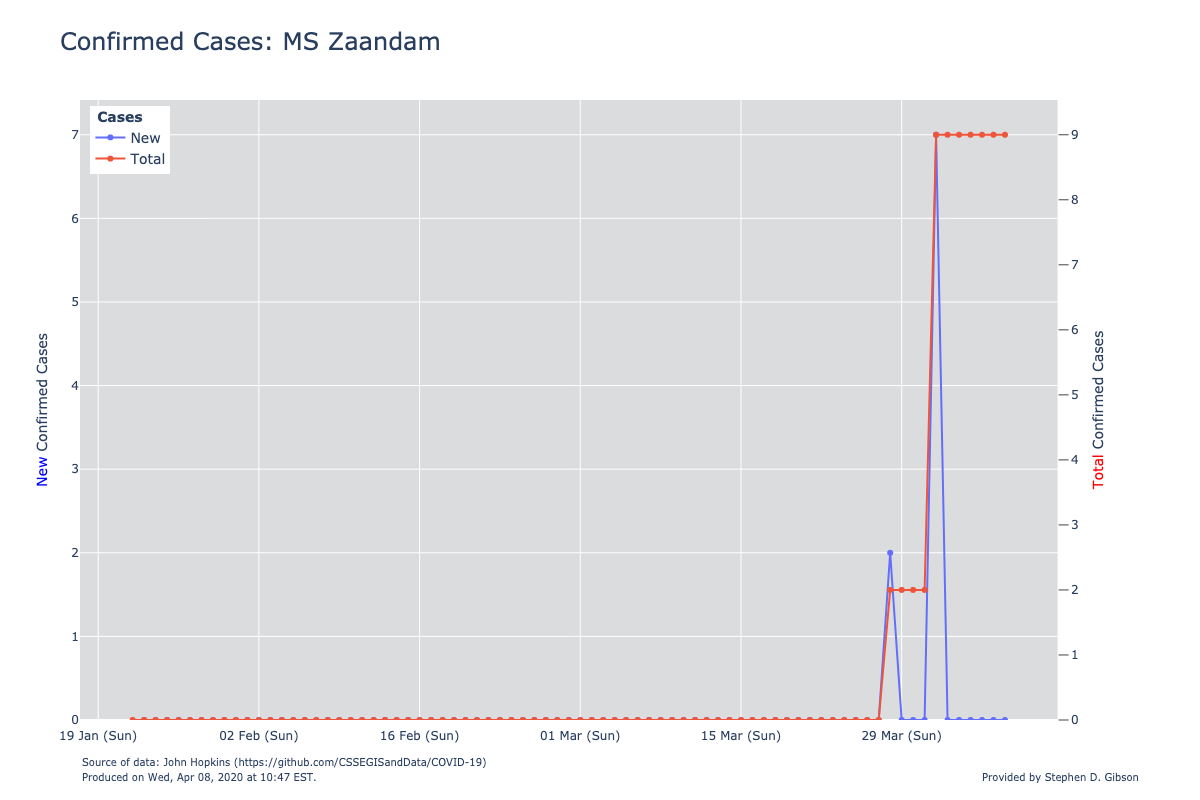 Confirmed Cases: MS Zaandam
Cases
New
Total
7
6
5
4
3
2
1
0
New Confirmed Cases
9
8
7
6
5
4
3
2
1
0
Total Confirmed Cases
19 Jan (Sun) 02 Feb (Sun) 16 Feb (Sun) 01 Mar (Sun) 15 Mar (Sun) 29 Mar (Sun)
Source of data: John Hopkins (https://github.com/CSSEGISandData/COVID-19)
Produced on Wed, Apr 08, 2020 at 10:47 EST.
Provided by Stephen D. Gibson